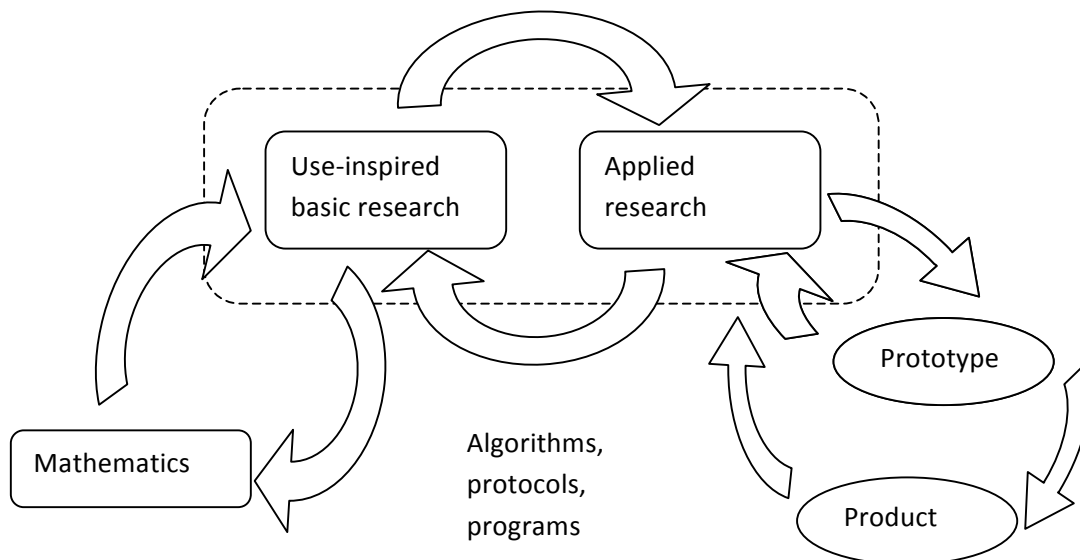 Use-inspired
basic research
Applied
research
Prototype
Mathematics
Algorithms,
protocols,
programs
Product